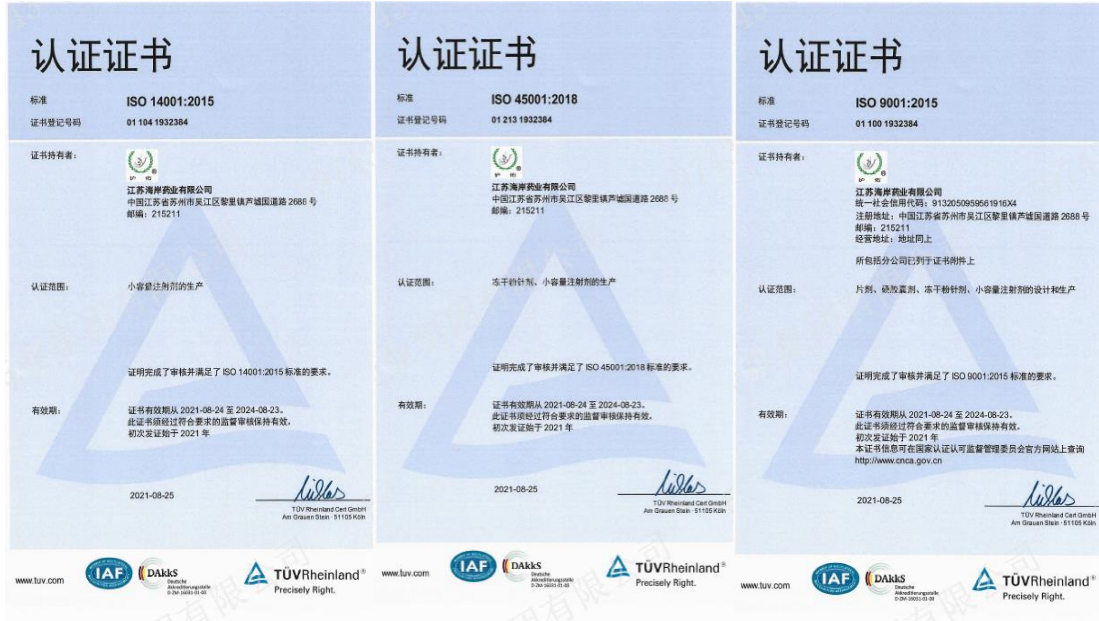 认证证书
标准 ISO 14001:2015
证书登记号码 01 104 1932384
证书持有者：
护佑
®
江苏海岸药业有限公司
中国江苏省苏州市吴江区黎里镇芦墟国道路 2688 号
邮编：215211
认证范围： 小容量注射剂的生产
证明完成了审核并满足了 ISO 14001:2015 标准的要求。
有效期： 证书有效期从 2021-08-24 至 2024-08-23。
此证书须经过符合要求的监督审核保持有效。
初次发证始于 2021 年
2021-08-25
TÜV Rheinland Cert GmbH
Am Grauen Stein · 51105 Köln
www.tuv.com
IAF
DAkkS
Deutsche
Akkreditierungsstelle
D-ZM-16031-01-00
TÜVRheinland®
Precisely Right.
认证证书
标准 ISO 45001:2018
证书登记号码 01 213 1932384
证书持有者：
护佑
®
江苏海岸药业有限公司
中国江苏省苏州市吴江区黎里镇芦墟国道路 2688 号
邮编：215211
认证范围： 冻干粉针剂、小容量注射剂的生产
证明完成了审核并满足了 ISO 45001:2018 标准的要求。
有效期： 证书有效期从 2021-08-24 至 2024-08-23。
此证书须经过符合要求的监督审核保持有效。
初次发证始于 2021 年
2021-08-25
TÜV Rheinland Cert GmbH
Am Grauen Stein · 51105 Köln
www.tuv.com
IAF
DAkkS
Deutsche
Akkreditierungsstelle
D-ZM-16031-01-00
TÜVRheinland®
Precisely Right.
认证证书
标准 ISO 9001:2015
证书登记号码 01 100 1932384
证书持有者：
护佑
®
江苏海岸药业有限公司
统一社会信用代码：9132050959561916X4
注册地址：中国江苏省苏州市吴江区黎里镇芦墟国道路 2688 号
邮编：215211
经营地址：地址同上
所包括分公司已列于证书附件上
认证范围： 片剂、硬胶囊剂、冻干粉针剂、小容量注射剂的设计和生产
证明完成了审核并满足了 ISO 9001:2015 标准的要求。
有效期： 证书有效期从 2021-08-24 至 2024-08-23。
此证书须经过符合要求的监督审核保持有效。
初次发证始于 2021 年
本证书信息可在国家认证认可监督管理委员会官方网站上查询
http://www.cnca.gov.cn
2021-08-25
TÜV Rheinland Cert GmbH
Am Grauen Stein · 51105 Köln
www.tuv.com
IAF
DAkkS
Deutsche
Akkreditierungsstelle
D-ZM-16031-01-00
TÜVRheinland®
Precisely Right.